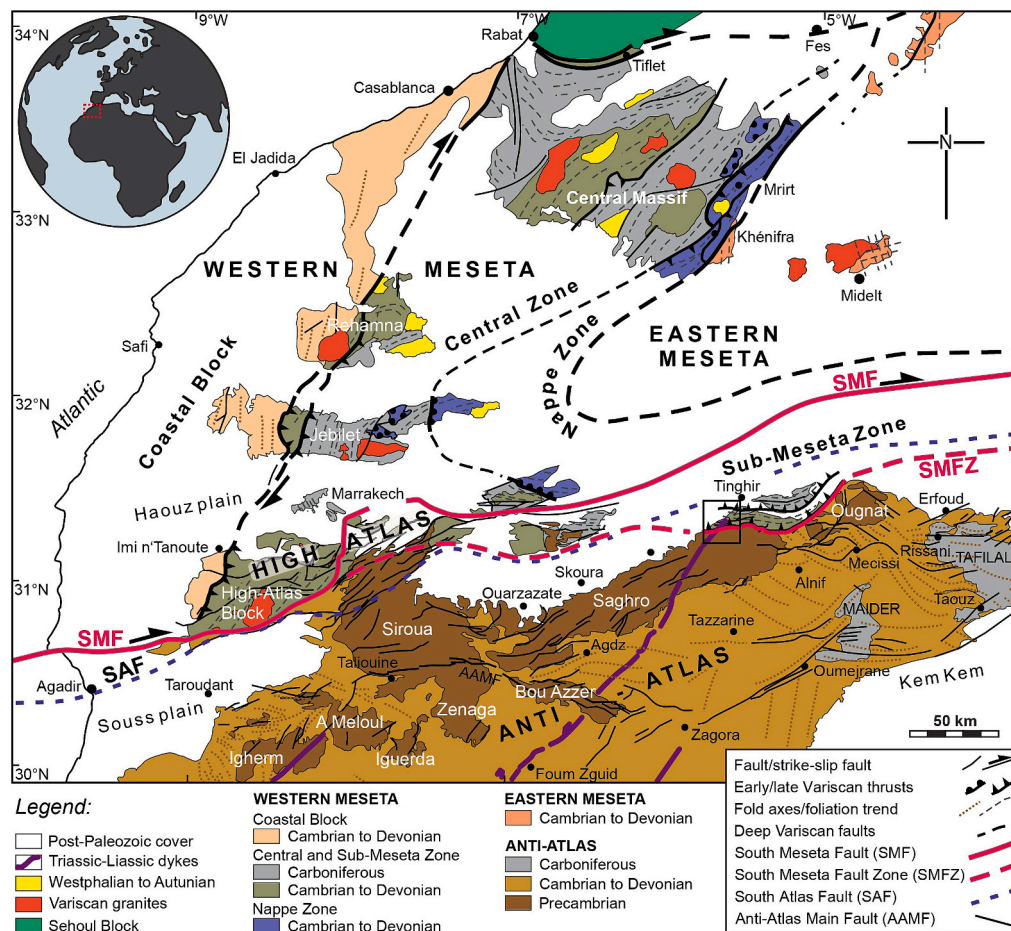 34°N
9°W
7°W
5°W
Rabat
Tiflet
Fes
Casablanca
El Jadida
N
33°N
Central Massif
Mrirt
Khénifra
WESTERN MESETA
Midelt
Rehamna
Central Zone
Nappe Zone
EASTERN
MESETA
Safi
Atlantic
Coastal Block
32°N
SMF
Jebilet
Sub-Meseta Zone
SMFZ
Haouz plain
Marrakech
Tinghir
Ougnat
Erfoud
Imi n'Tanoute
HIGH ATLAS
Rissani
TAFILAL
Mecissi
31°N
High-Atlas
Block
Skoura
Alnif
Ouarzazate
Saghro
MAIDER
Taouz
SMF
SAF
Siroua
Agdz
Tazzarine
Taliouine
AAMF
Oumejrane
Kem Kem
Agadir
Taroudant
Bou Azzer
ANTI - ATLAS
Souss plain
Zenaga
A Meloul
Zagora
50 km
Igherm
Iguerda
30°N
Foum Zguid
Legend:
Post-Paleozoic cover
Triassic-Liassic dykes
Westphalian to Autunian
Variscan granites
Sehoul Block
WESTERN MESETA
Coastal Block
Cambrian to Devonian
Central and Sub-Meseta Zone
Carboniferous
Cambrian to Devonian
Nappe Zone
Cambrian to Devonian
EASTERN MESETA
Cambrian to Devonian
ANTI-ATLAS
Carboniferous
Cambrian to Devonian
Precambrian
Fault/strike-slip fault
Early/late Variscan thrusts
Fold axes/foliation trend
Deep Variscan faults
South Meseta Fault (SMF)
South Meseta Fault Zone (SMFZ)
South Atlas Fault (SAF)
Anti-Atlas Main Fault (AAMF)